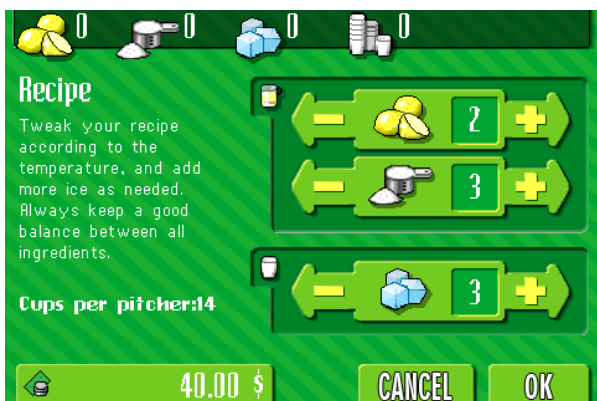 0 0 0 0
Recipe
Tweak your recipe
according to the
temperature, and add
more ice as needed.
Always keep a good
balance between all
ingredients.
Cups per pitcher:14
2
3
3
40.00 $
CANCEL
OK